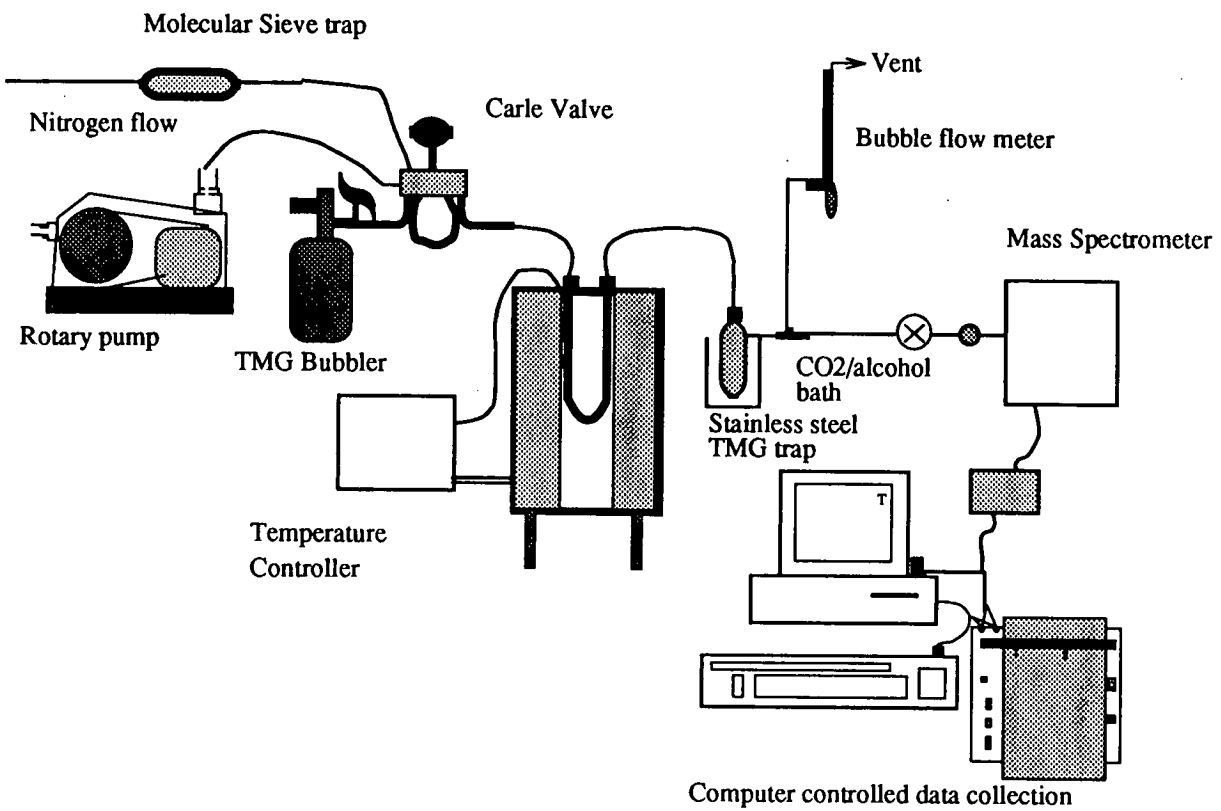 Molecular Sieve trap
Nitrogen flow
Carle Valve
Vent
Bubble flow meter
Mass Spectrometer
Rotary pump
TMG Bubbler
CO2/alcohol
bath
Stainless steel
TMG trap
Temperature
Controller
T
Computer controlled data collection